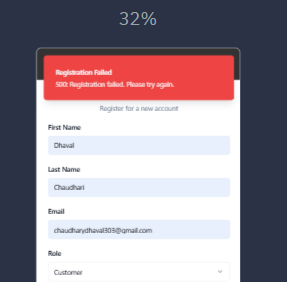 32%
Registration Failed
500: Registration failed. Please try again.
Register for a new account
First Name
Dhaval
Last Name
Chaudhari
Email
chaudharydhaval303@gmail.com
Role
Customer